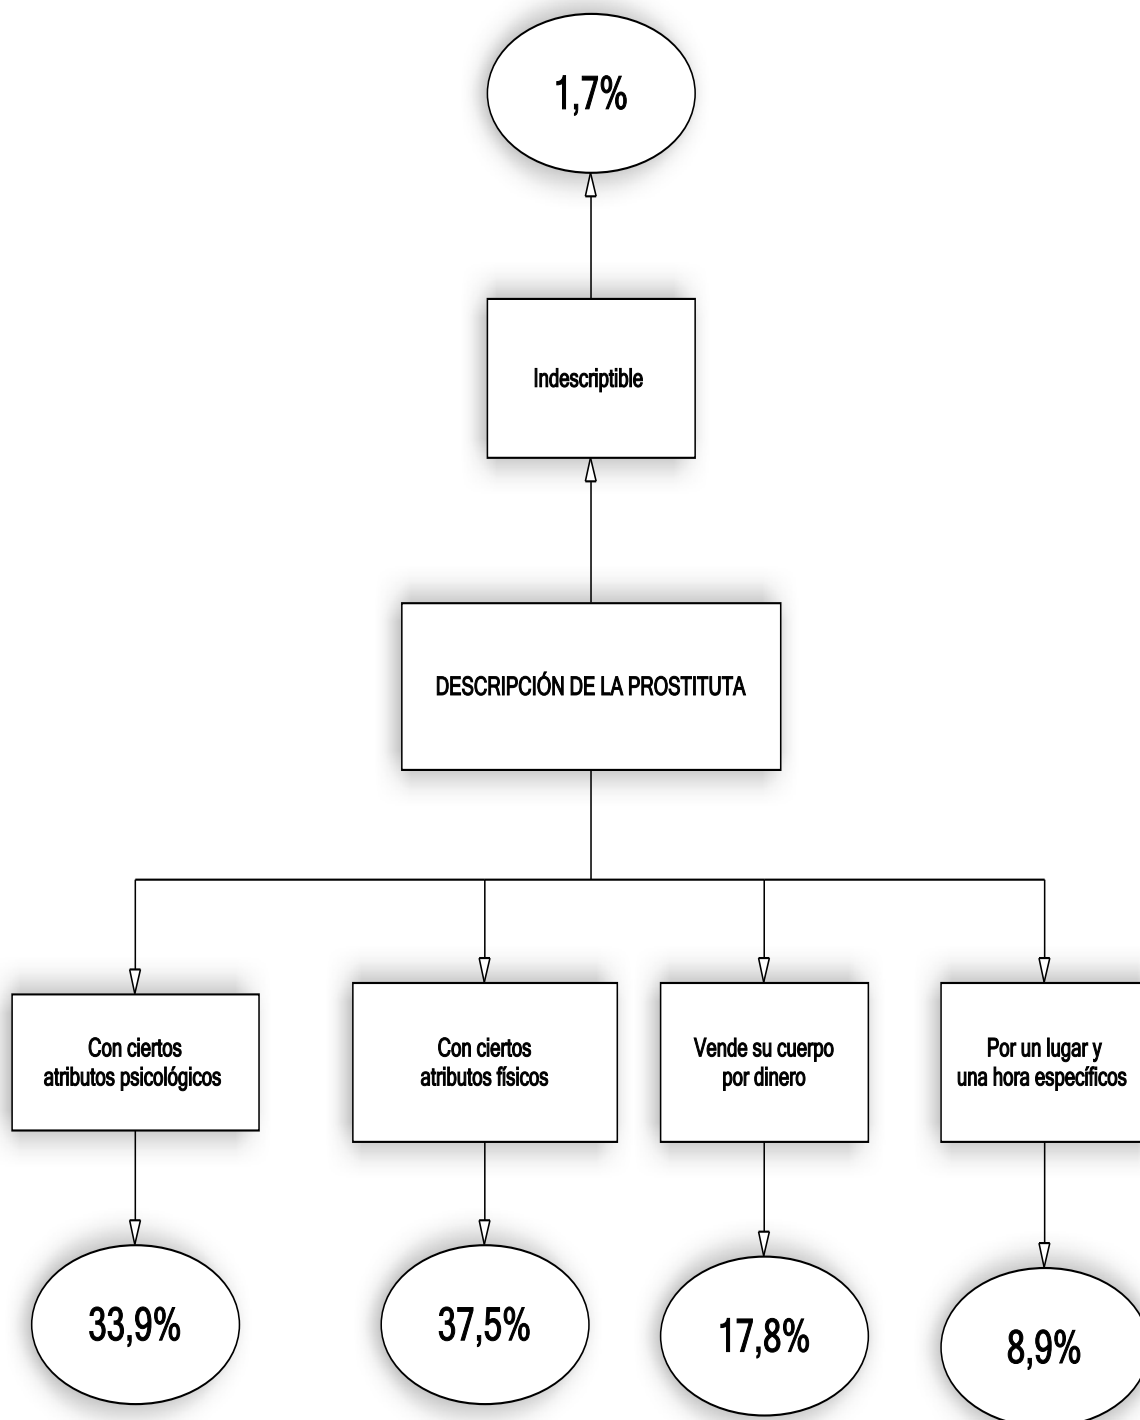 1,7%
Indescriptible
DESCRIPCIÓN DE LA PROSTITUTA
Con ciertos
atributos psicológicos
Con ciertos
atributos físicos
Vende su cuerpo
por dinero
Por un lugar y
una hora específicos
33,9%
37,5%
17,8%
8,9%